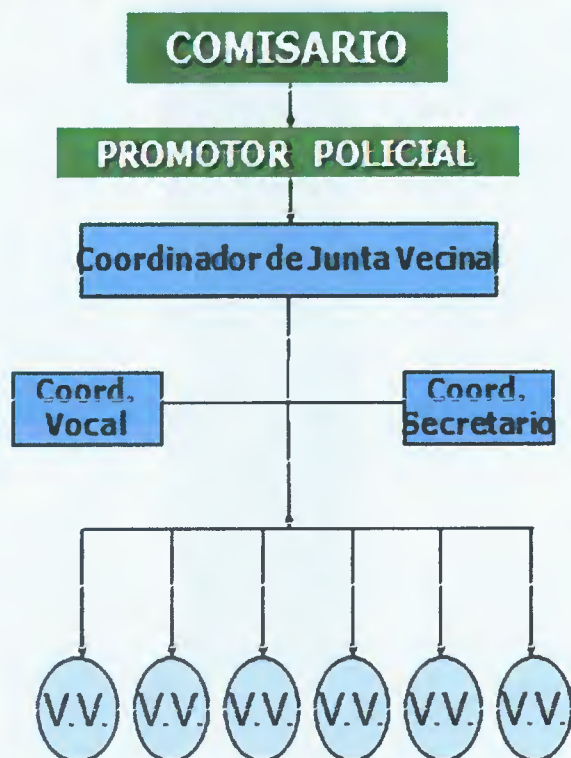 COMISARIO
PROMOTOR POLICIAL
Coordinador de Junta Vecinal
Coord.
Vocal
Coord.
Secretario
V.V. V.V. V.V. V.V. V.V. V.V.